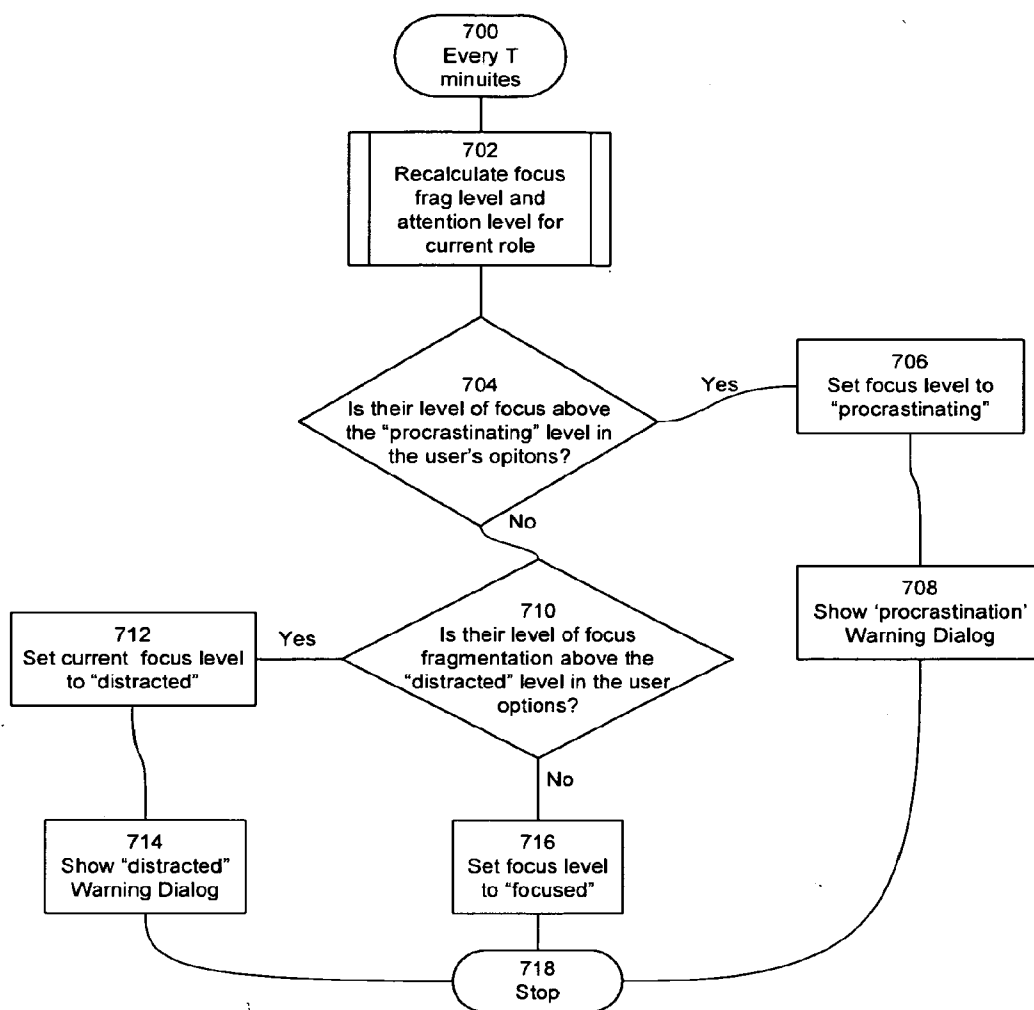 700
Every T
minuites
702
Recalculate focus
frag level and
attention level for
current role
704
Is their level of focus above
the “procrastinating” level in
the user's opitons?
Yes
706
Set focus level to
“procrastinating”
No
708
Show ‘procrastination’
Warning Dialog
710
Is their level of focus
fragmentation above the
“distracted” level in the user
options?
Yes
712
Set current focus level
to “distracted”
No
714
Show “distracted”
Warning Dialog
716
Set focus level
to “focused”
718
Stop